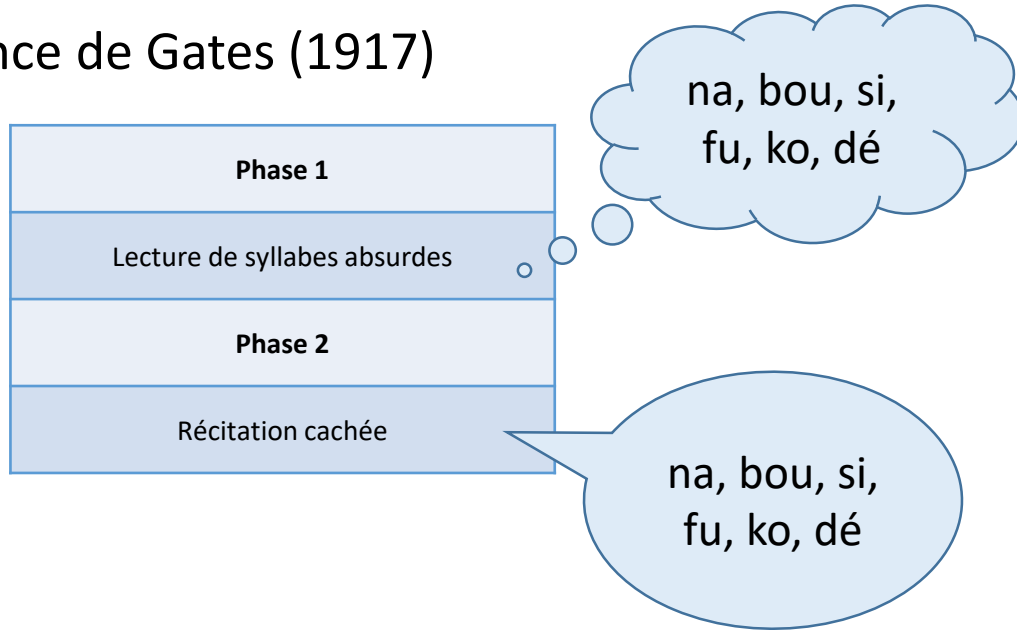 nce de Gates (1917)
na, bou, si,
fu, ko, dé
Phase 1
Lecture de syllabes absurdes
Phase 2
Récitation cachée
na, bou, si,
fu, ko, dé